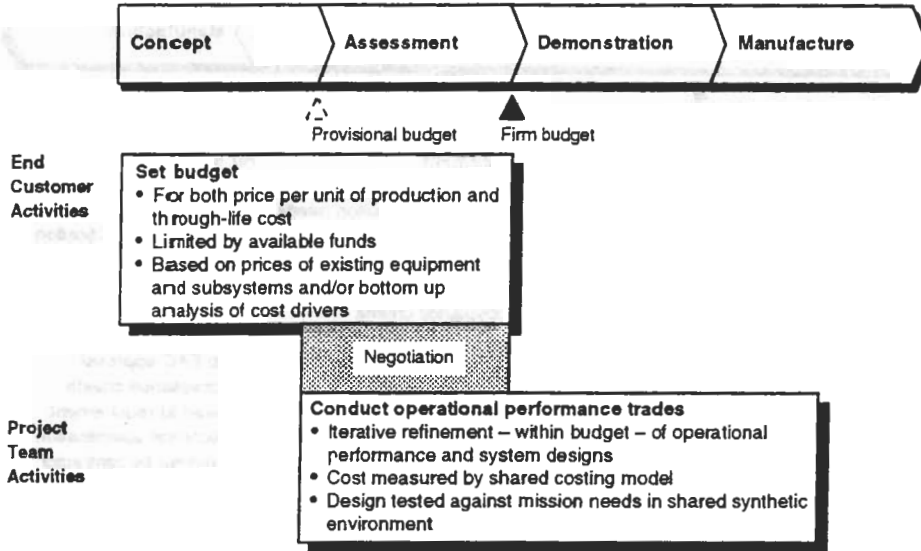 Concept
Assessment
Demonstration
Manufacture
Provisional budget
Firm budget
End
Customer
Activities
Set budget
• For both price per unit of production and
through-life cost
• Limited by available funds
• Based on prices of existing equipment
and subsystems and/or bottom up
analysis of cost drivers
Negotiation
Project
Team
Activities
Conduct operational performance trades
• Iterative refinement – within budget – of operational
performance and system designs
• Cost measured by shared costing model
• Design tested against mission needs in shared synthetic
environment